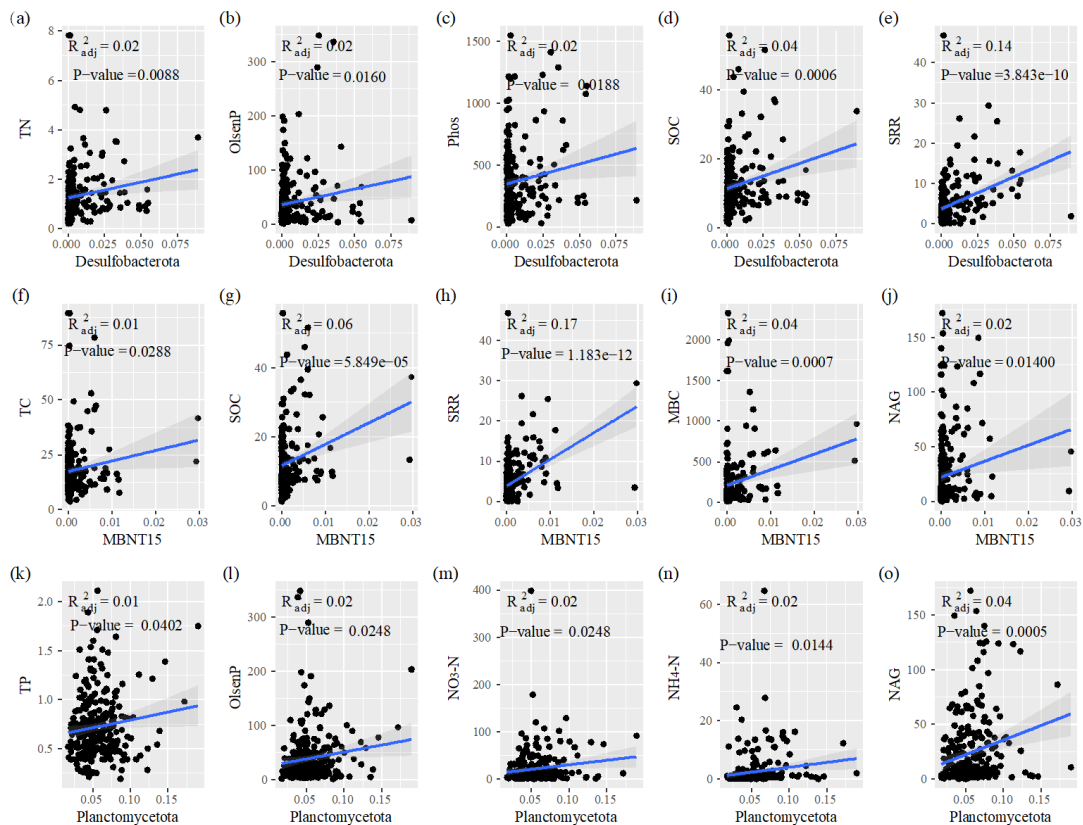 (a)
R²adj = 0.02
P−value = 0.0088
TN
8
6
4
2
0
0.000 0.025 0.050 0.075
Desulfobacterota
(b)
R²adj = 0.02
P−value = 0.0160
OlsenP
300
200
100
0
0.000 0.025 0.050 0.075
Desulfobacterota
(c)
R²adj = 0.02
P−value = 0.0188
Phos
1500
1000
500
0
0.000 0.025 0.050 0.075
Desulfobacterota
(d)
R²adj = 0.04
P−value = 0.0006
SOC
40
20
0
0.000 0.025 0.050 0.075
Desulfobacterota
(e)
R²adj = 0.14
P−value =3.843e−10
SRR
40
30
20
10
0
0.000 0.025 0.050 0.075
Desulfobacterota
(f)
R²adj = 0.01
P−value =0.0288
TC
75
50
25
0
0.00 0.01 0.02 0.03
MBNT15
(g)
R²adj = 0.06
P−value =5.849e−05
SOC
40
20
0
0.00 0.01 0.02 0.03
MBNT15
(h)
R²adj = 0.17
P−value =1.183e−12
SRR
40
30
20
10
0
0.00 0.01 0.02 0.03
MBNT15
(i)
R²adj = 0.04
P−value =0.0007
MBC
2000
1500
1000
500
0
0.00 0.01 0.02 0.03
MBNT15
(j)
R²adj = 0.02
P−value =0.01400
NAG
150
100
50
0
0.00 0.01 0.02 0.03
MBNT15
(k)
R²adj = 0.01
P−value = 0.0402
TP
2.0
1.5
1.0
0.5
0.05 0.10 0.15
Planctomycetota
(l)
R²adj = 0.02
P−value = 0.0248
OlsenP
300
200
100
0
0.05 0.10 0.15
Planctomycetota
(m)
R²adj = 0.02
P−value = 0.0248
NO₃-N
400
300
200
100
0
0.05 0.10 0.15
Planctomycetota
(n)
R²adj = 0.02
P−value = 0.0144
NH₄-N
60
40
20
0
0.05 0.10 0.15
Planctomycetota
(o)
R²adj = 0.04
P−value = 0.0005
NAG
150
100
50
0
0.05 0.10 0.15
Planctomycetota